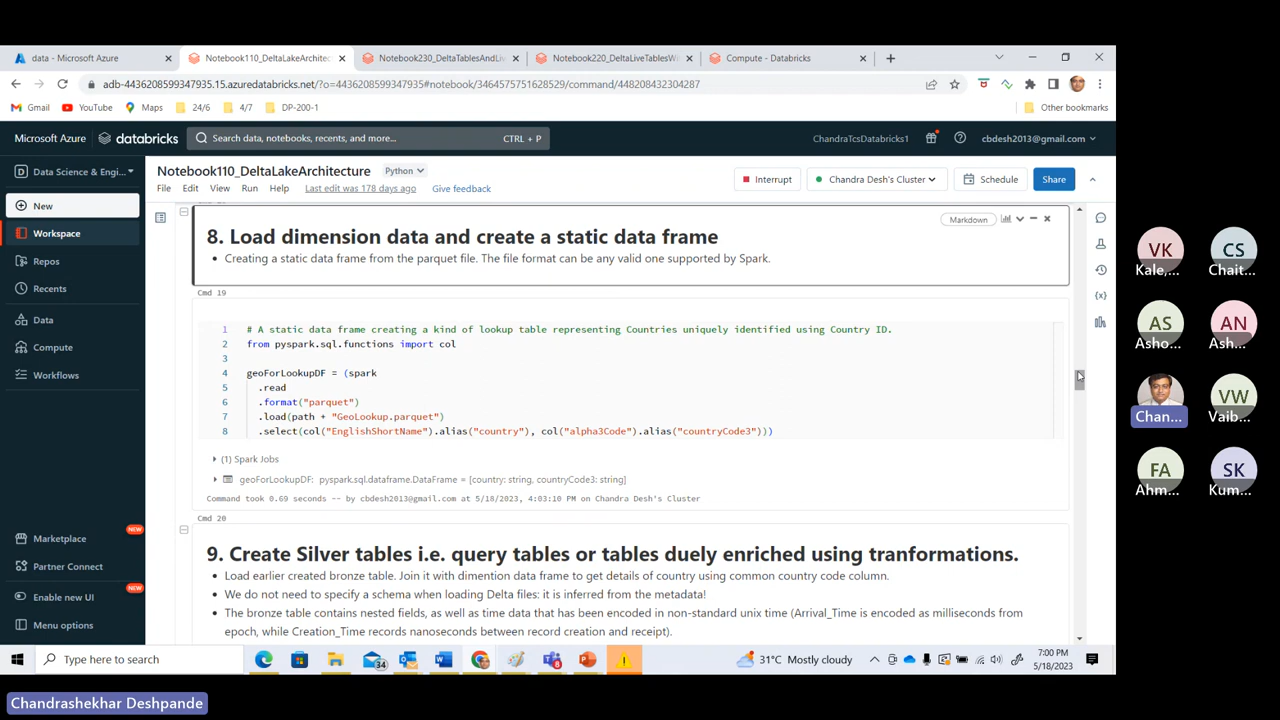 data - Microsoft Azure
Notebook110_DeltaLakeArchitec
Notebook230_DeltaTablesAndLiv
Notebook220_DeltaLiveTablesWi
Compute - Databricks
adb-4436208599347935.15.azuredatabricks.net/?o=4436208599347935#notebook/3464575751628529/command/448208432304287
Gmail
YouTube
Maps
24/6
4/7
DP-200-1
Other bookmarks
Microsoft Azure
databricks
Search data, notebooks, recents, and more...
CTRL + P
ChandraTcsDatabricks1
cbdesh2013@gmail.com
D
Data Science & Engi...
New
Workspace
Repos
Recents
Data
Compute
Workflows
Marketplace
NEW
Partner Connect
Enable new UI
NEW
Menu options
Notebook110_DeltaLakeArchitecture
Python
File
Edit
View
Run
Help
Last edit was 178 days ago
Give feedback
Interrupt
Chandra Desh's Cluster
Schedule
Share
Markdown
8. Load dimension data and create a static data frame
• Creating a static data frame from the parquet file. The file format can be any valid one supported by Spark.
Cmd 19
1 # A static data frame creating a kind of lookup table representing Countries uniquely identified using Country ID.
2 from pyspark.sql.functions import col
3
4 geoForLookupDF = (spark
5 .read
6 .format("parquet")
7 .load(path + "GeoLookup.parquet")
8 .select(col("EnglishShortName").alias("country"), col("alpha3Code").alias("countryCode3")))
(1) Spark Jobs
geoForLookupDF: pyspark.sql.dataframe.DataFrame = [country: string, countryCode3: string]
Command took 0.69 seconds -- by cbdesh2013@gmail.com at 5/18/2023, 4:03:10 PM on Chandra Desh's Cluster
Cmd 20
9. Create Silver tables i.e. query tables or tables duely enriched using tranformations.
• Load earlier created bronze table. Join it with dimention data frame to get details of country using common country code column.
• We do not need to specify a schema when loading Delta files: it is inferred from the metadata!
• The bronze table contains nested fields, as well as time data that has been encoded in non-standard unix time (Arrival_Time is encoded as milliseconds from
epoch, while Creation_Time records nanoseconds between record creation and receipt).
Type here to search
34
8
31°C Mostly cloudy
7:00 PM
5/18/2023
VK
Kale,...
CS
Chait...
AS
Asho...
AN
Ash...
Chan...
VW
Vaib...
FA
Ahm...
SK
Kum...
Chandrashekhar Deshpande